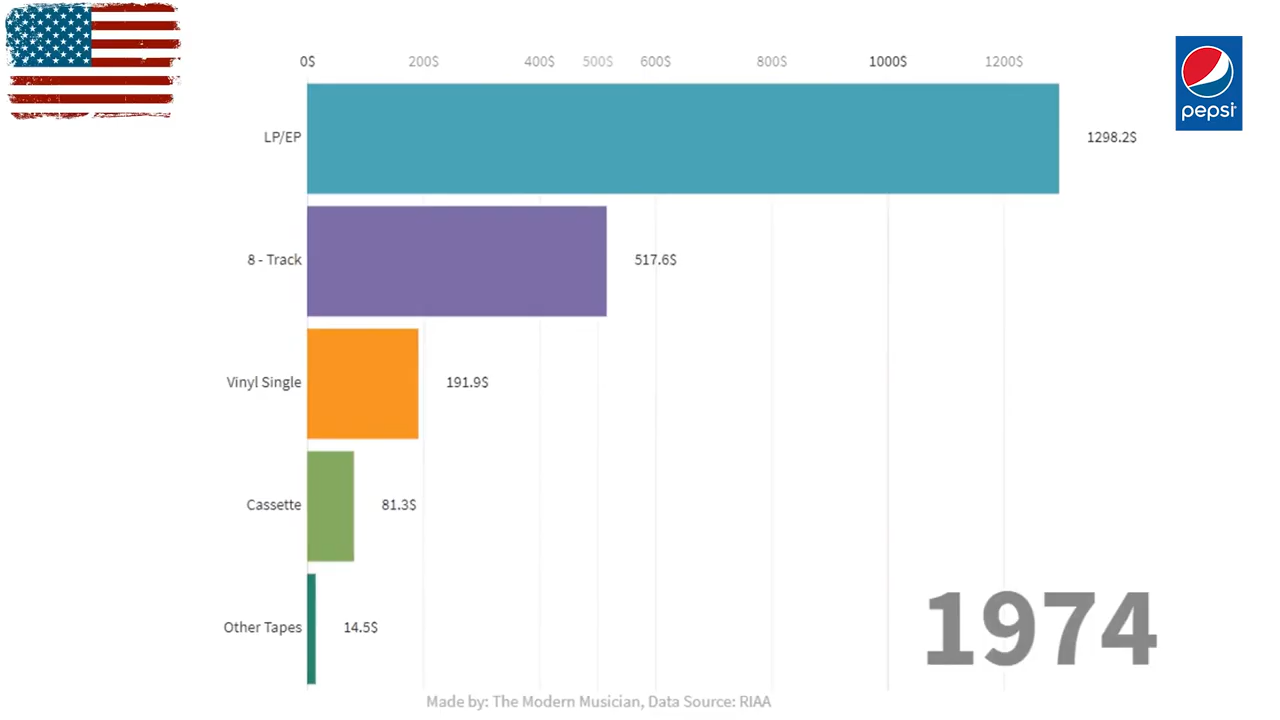 0$ 200$ 400$ 500$ 600$ 800$ 1000$ 1200$
pepsi
LP/EP 1298.2$
8 - Track 517.6$
Vinyl Single 191.9$
Cassette 81.3$
Other Tapes 14.5$
1974
Made by: The Modern Musician, Data Source: RIAA